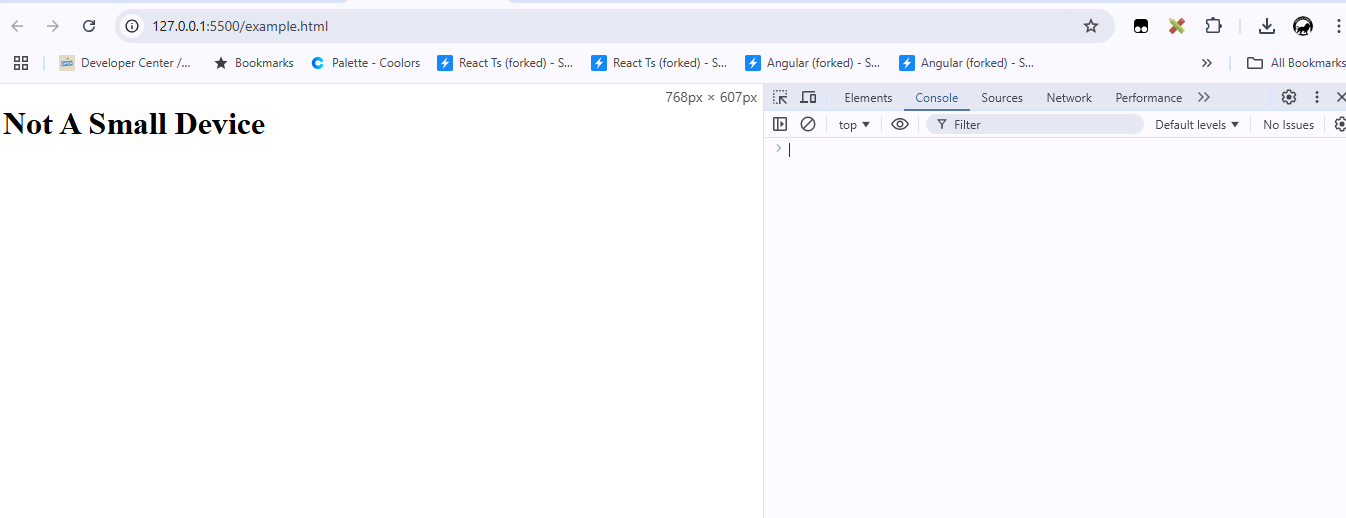 127.0.0.1:5500/example.html
Developer Center /... Bookmarks Palette - Coolors React Ts (forked) - S... React Ts (forked) - S... Angular (forked) - S... Angular (forked) - S... » All Bookmarks
768px × 607px
Not A Small Device
Elements Console Sources Network Performance »
top Filter Default levels No Issues